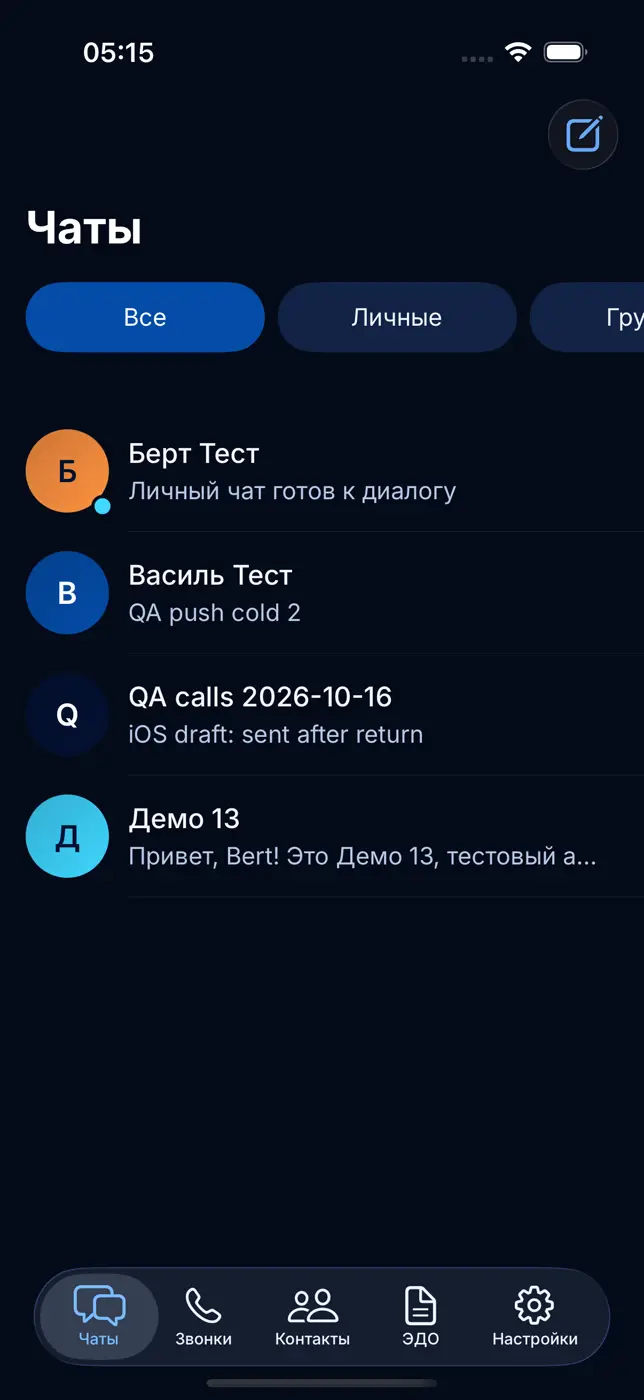 05:15
Чаты
Все
Личные
Гру
Б
Берт Тест
Личный чат готов к диалогу
В
Василь Тест
QA push cold 2
Q
QA calls 2026-10-16
iOS draft: sent after return
Д
Демо 13
Привет, Bert! Это Демо 13, тестовый а...
Чаты
Звонки
Контакты
ЭДО
Настройки